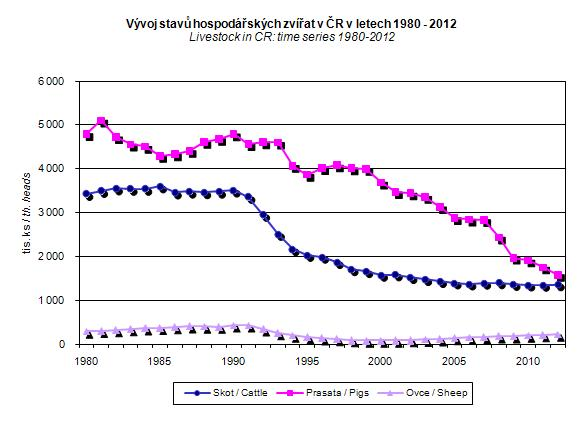 Vývoj stavů hospodářských zvířat v ČR v letech 1980 - 2012
Livestock in CR: time series 1980-2012
tis. ks / th. heads
6 000
5 000
4 000
3 000
2 000
1 000
0
1980 1985 1990 1995 2000 2005 2010
Skot / Cattle Prasata / Pigs Ovce / Sheep